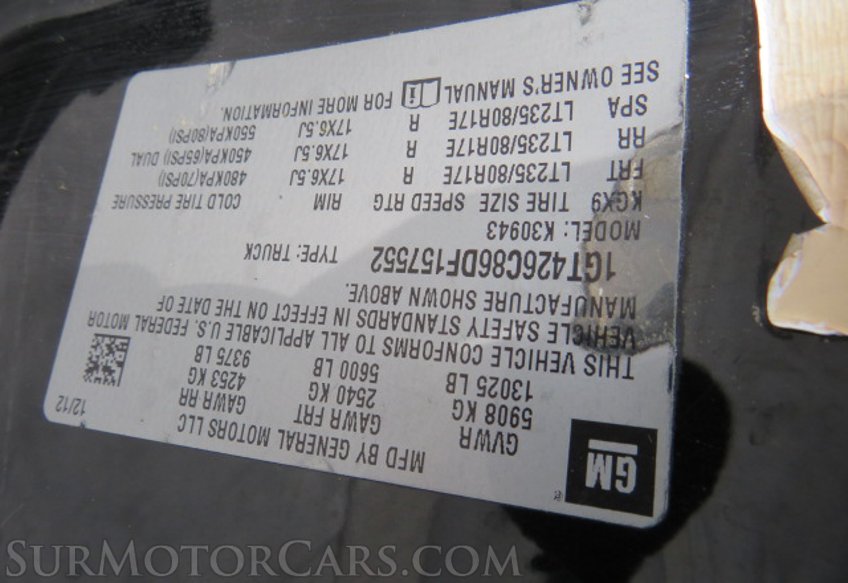 GM
®
MFD BY GENERAL MOTORS LLC
12/12
GVWR GAWR FRT GAWR RR
5908 KG 2540 KG 4253 KG
13025 LB 5600 LB 9375 LB
THIS VEHICLE CONFORMS TO ALL APPLICABLE U.S. FEDERAL MOTOR
VEHICLE SAFETY STANDARDS IN EFFECT ON THE DATE OF
MANUFACTURE SHOWN ABOVE.
1GT426C86DF157552 TYPE: TRUCK
MODEL: K30943
KGX9 TIRE SIZE SPEED RTG RIM COLD TIRE PRESSURE
FRT LT235/80R17E R 17X6.5J 480KPA(70PSI)
RR LT235/80R17E R 17X6.5J 450KPA(65PSI) DUAL
SPA LT235/80R17E R 17X6.5J 550KPA(80PSI)
SEE OWNER'S MANUAL FOR MORE INFORMATION.
SURMOTORCARS.COM